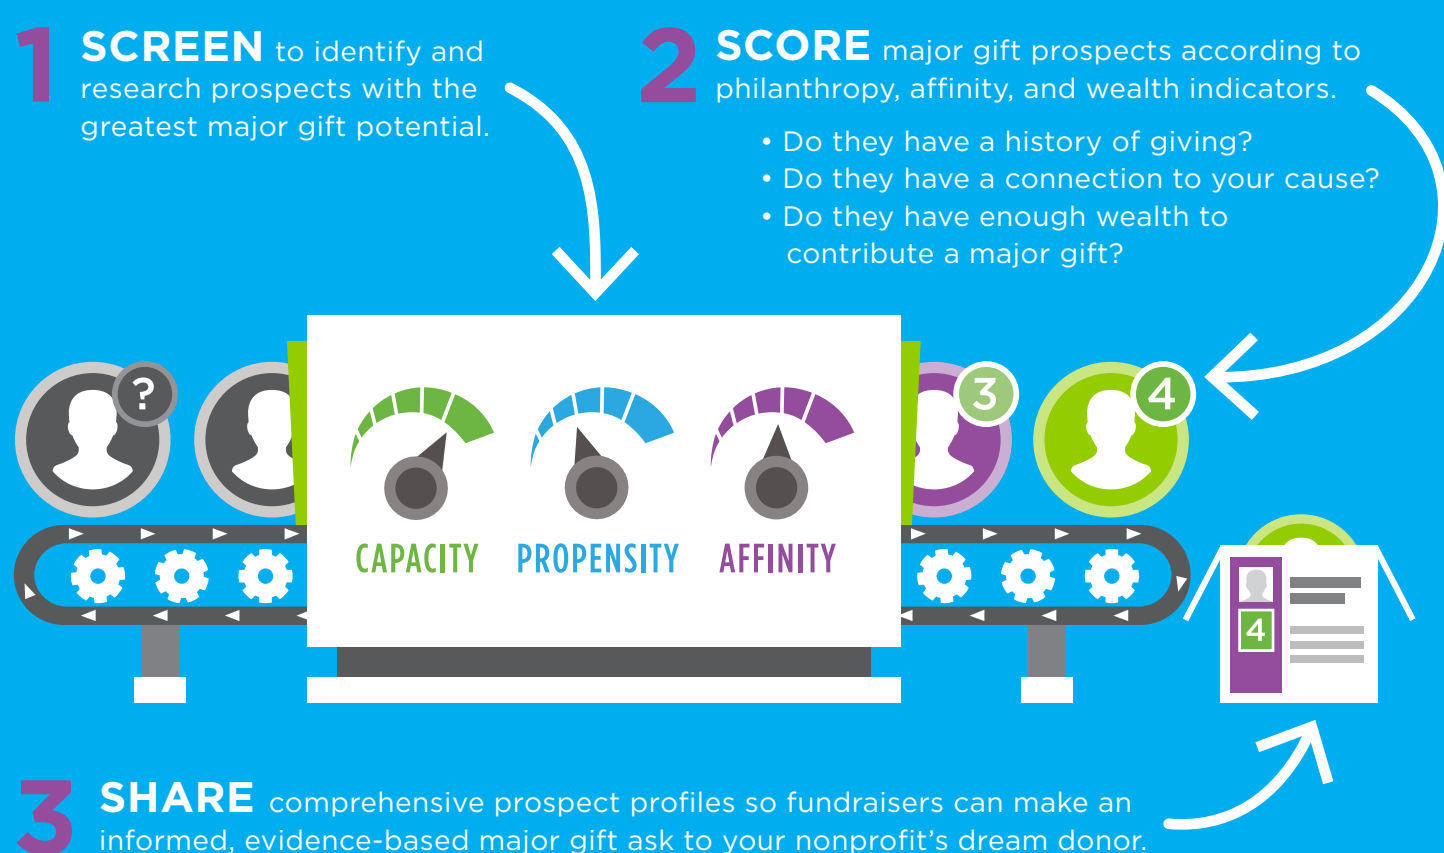 1 SCREEN to identify and
research prospects with the
greatest major gift potential.
2 SCORE major gift prospects according to
philanthropy, affinity, and wealth indicators.
• Do they have a history of giving?
• Do they have a connection to your cause?
• Do they have enough wealth to
contribute a major gift?
?
3
4
CAPACITY
PROPENSITY
AFFINITY
4
3 SHARE comprehensive prospect profiles so fundraisers can make an
informed, evidence-based major gift ask to your nonprofit’s dream donor.